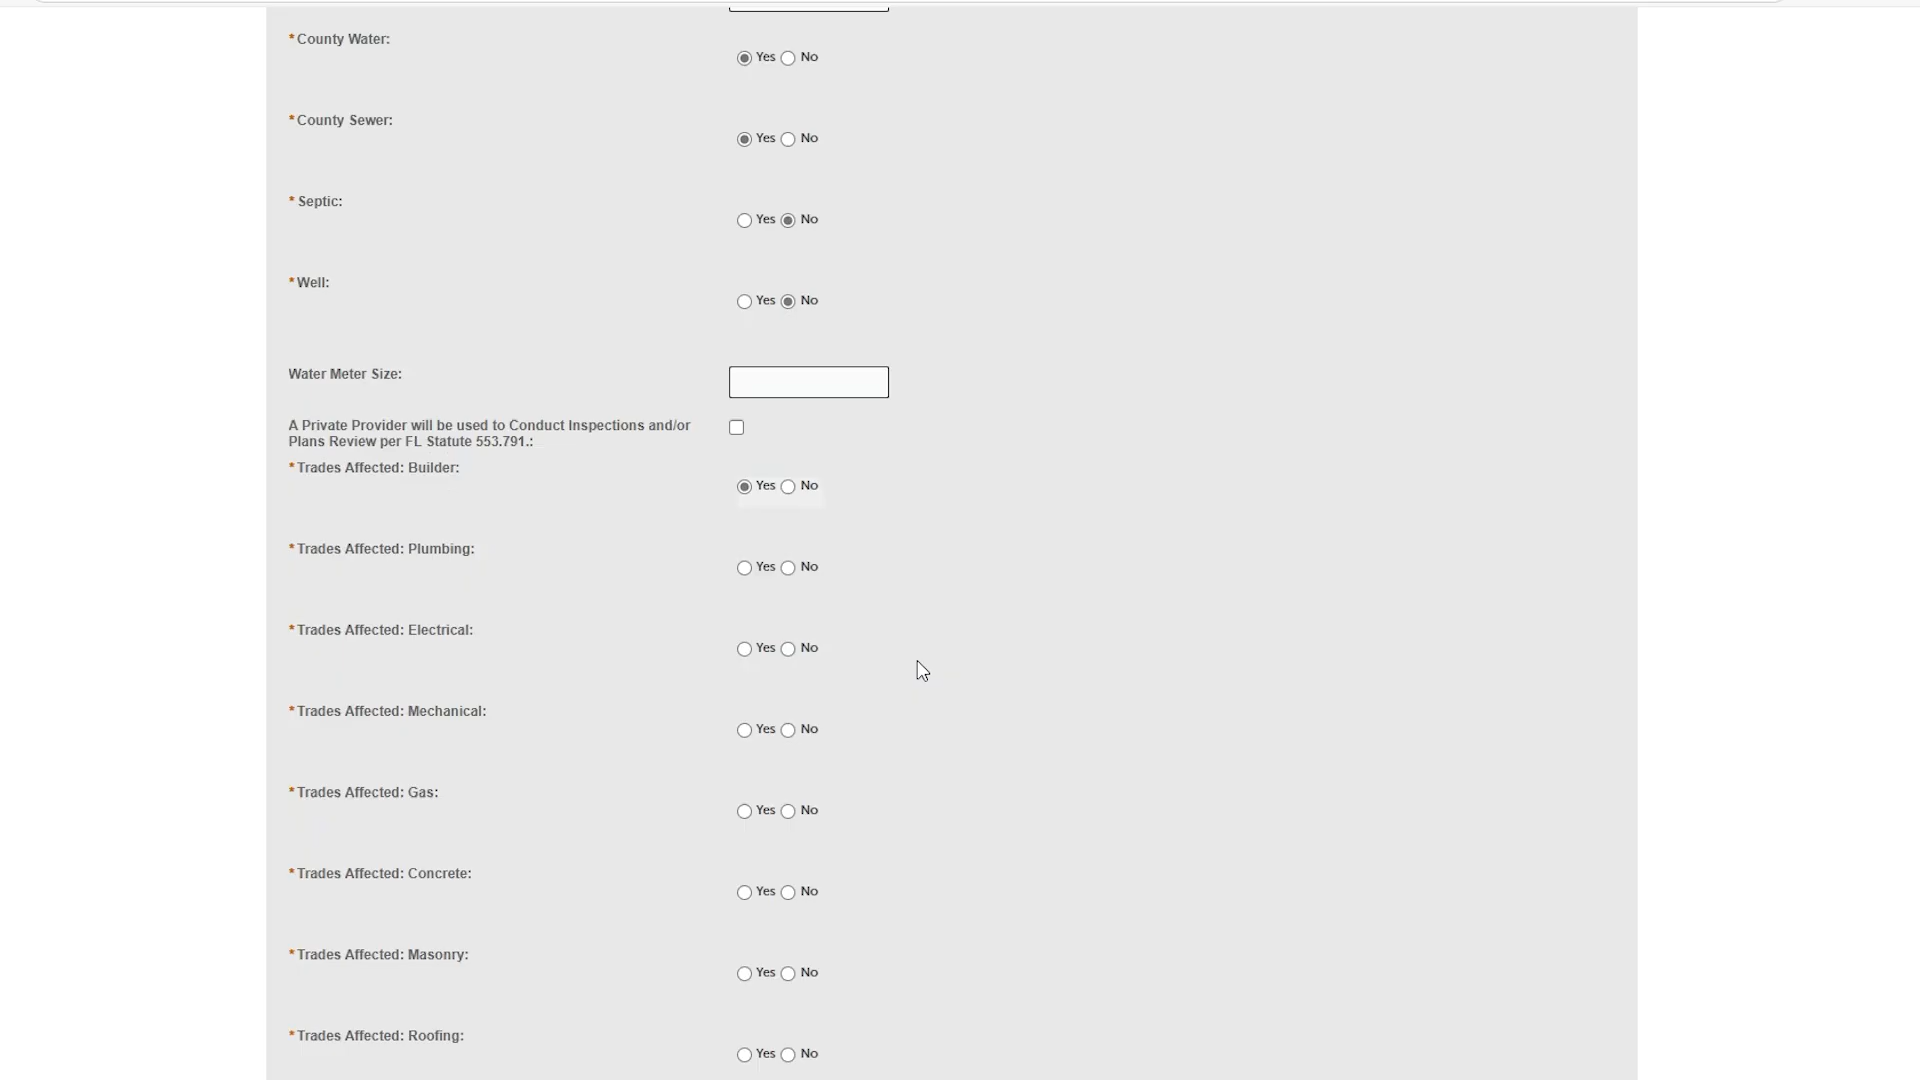 *County Water:
Yes No
*County Sewer:
Yes No
* Septic:
Yes No
*Well:
Yes No
Water Meter Size:
A Private Provider will be used to Conduct Inspections and/or
Plans Review per FL Statute 553.791.:
*Trades Affected: Builder:
Yes No
*Trades Affected: Plumbing:
Yes No
*Trades Affected: Electrical:
Yes No
*Trades Affected: Mechanical:
Yes No
*Trades Affected: Gas:
Yes No
*Trades Affected: Concrete:
Yes No
*Trades Affected: Masonry:
Yes No
*Trades Affected: Roofing:
Yes No